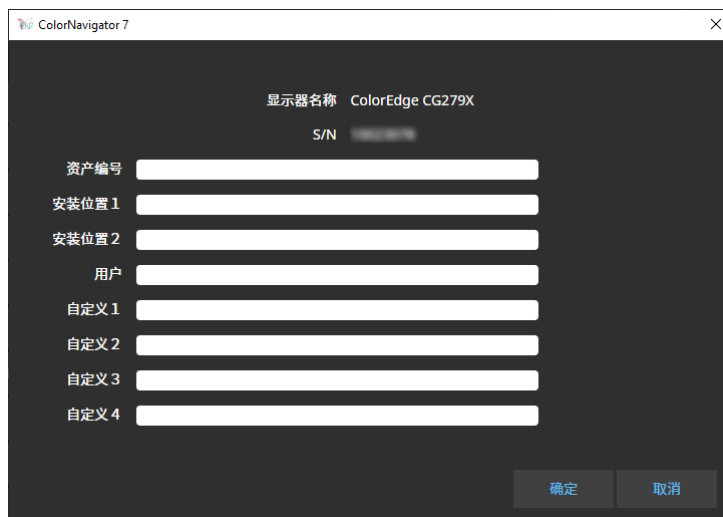 ColorNavigator 7
显示器名称 ColorEdge CG279X
S/N
资产编号
安装位置1
安装位置2
用户
自定义1
自定义2
自定义3
自定义4
确定 取消